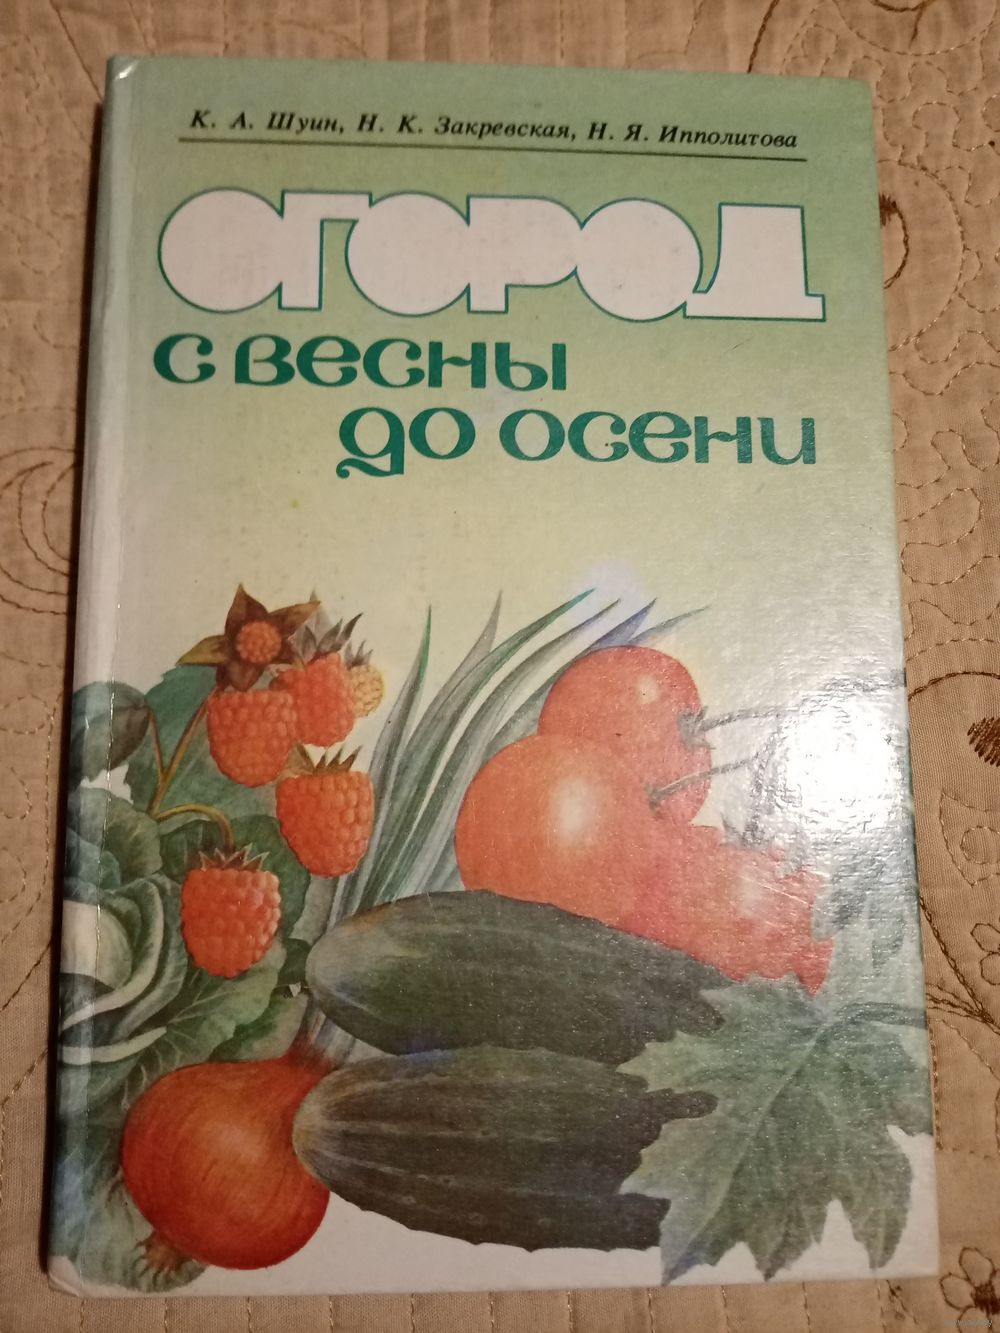 К. А. Шуин, Н. К. Закревская, Н. Я. Ипполитова
ОГОРОД
С ВЕСНЫ
ДО ОСЕНИ